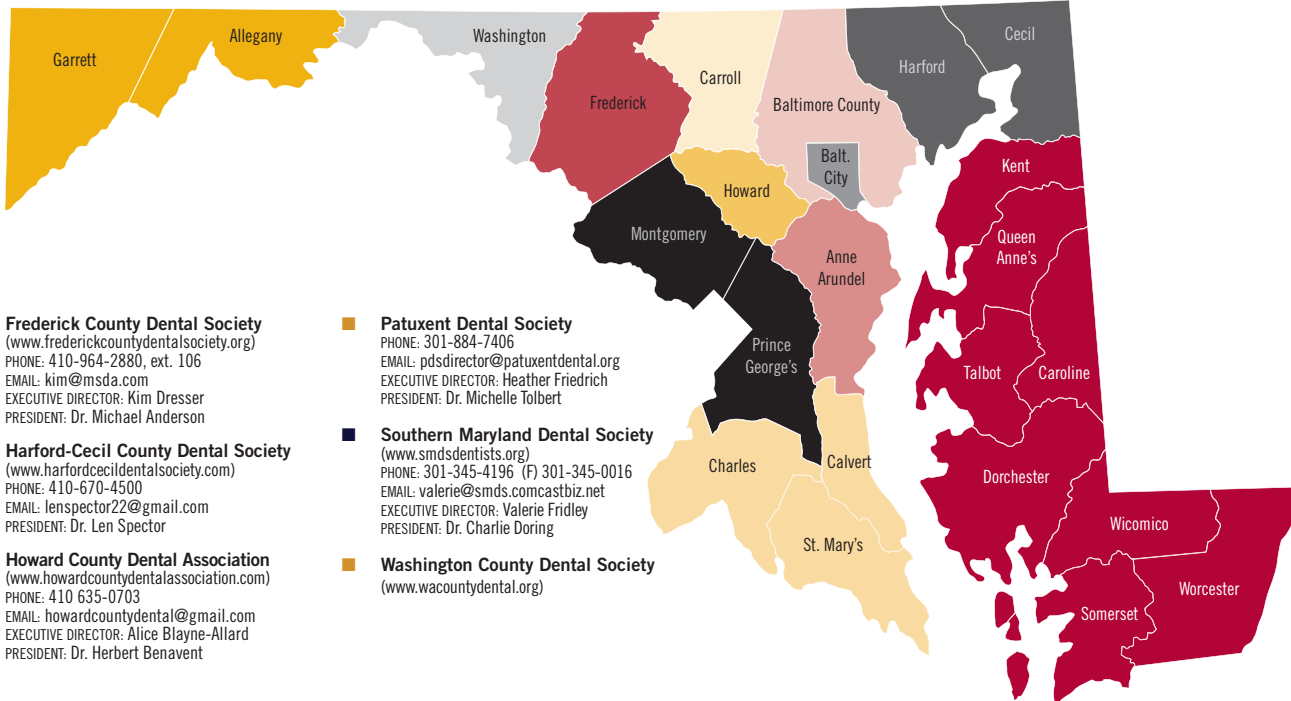 Garrett
Allegany
Washington
Frederick
Carroll
Baltimore County
Balt.
City
Harford
Cecil
Howard
Montgomery
Prince
George's
Anne
Arundel
Charles
Calvert
St. Mary's
Kent
Queen
Anne's
Talbot
Caroline
Dorchester
Wicomico
Somerset
Worcester
Frederick County Dental Society
(www.frederickcountydentalsociety.org)
PHONE: 410-964-2880, ext. 106
EMAIL: kim@msda.com
EXECUTIVE DIRECTOR: Kim Dresser
PRESIDENT: Dr. Michael Anderson
Harford-Cecil County Dental Society
(www.harfordcecildentalsociety.com)
PHONE: 410-670-4500
EMAIL: lenspector22@gmail.com
PRESIDENT: Dr. Len Spector
Howard County Dental Association
(www.howardcountydentalassociation.com)
PHONE: 410 635-0703
EMAIL: howardcountydental@gmail.com
EXECUTIVE DIRECTOR: Alice Blayne-Allard
PRESIDENT: Dr. Herbert Benavent
Patuxent Dental Society
PHONE: 301-884-7406
EMAIL: pdsdirector@patuxentdental.org
EXECUTIVE DIRECTOR: Heather Friedrich
PRESIDENT: Dr. Michelle Tolbert
Southern Maryland Dental Society
(www.smdsdentists.org)
PHONE: 301-345-4196 (F) 301-345-0016
EMAIL: valerie@smds.comcastbiz.net
EXECUTIVE DIRECTOR: Valerie Fridley
PRESIDENT: Dr. Charlie Doring
Washington County Dental Society
(www.wacountydental.org)